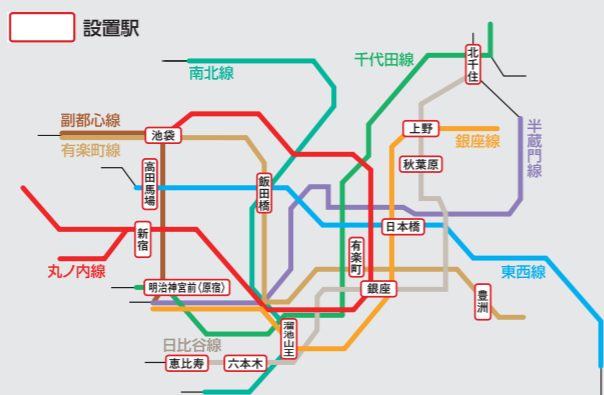 設置駅
南北線
千代田線
北千住
副都心線
池袋
上野
銀座線
半蔵門線
有楽町線
秋葉原
高田馬場
飯田橋
新宿
日本橋
有楽町
丸ノ内線
東西線
明治神宮前〈原宿〉
銀座
豊洲
溜池山王
日比谷線
恵比寿
六本木